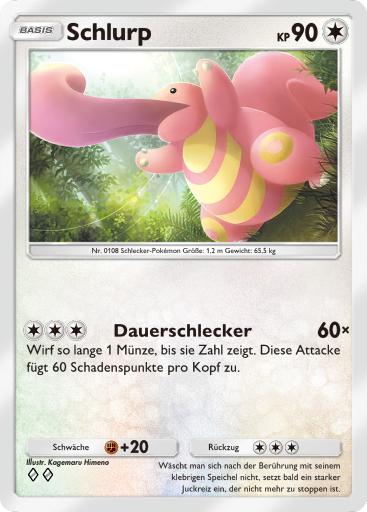 BASIS Schlurp KP 90
Nr. 0108 Schlecker-Pokémon Größe: 1,2 m Gewicht: 65,5 kg
Dauerschlecker 60×
Wirf so lange 1 Münze, bis sie Zahl zeigt. Diese Attacke
fügt 60 Schadenspunkte pro Kopf zu.
Schwäche +20 Rückzug
Illustr. Kagemaru Himeno
Wäscht man sich nach der Berührung mit seinem
klebrigen Speichel nicht, setzt bald ein starker
Juckreiz ein, der nicht mehr zu stoppen ist.